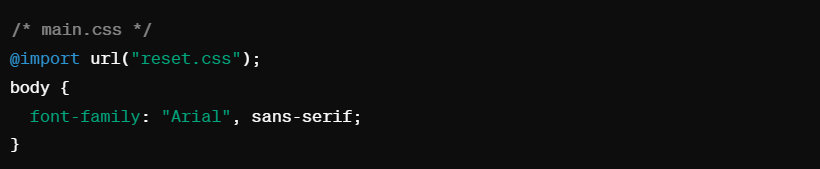 /* main.css */
@import url("reset.css");
body {
  font-family: "Arial", sans-serif;
}